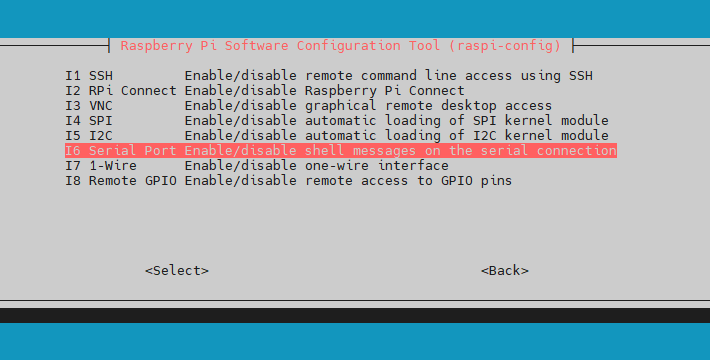 Raspberry Pi Software Configuration Tool (raspi-config)
I1 SSH Enable/disable remote command line access using SSH
I2 RPi Connect Enable/disable Raspberry Pi Connect
I3 VNC Enable/disable graphical remote desktop access
I4 SPI Enable/disable automatic loading of SPI kernel module
I5 I2C Enable/disable automatic loading of I2C kernel module
I6 Serial Port Enable/disable shell messages on the serial connection
I7 1-Wire Enable/disable one-wire interface
I8 Remote GPIO Enable/disable remote access to GPIO pins
<Select> <Back>